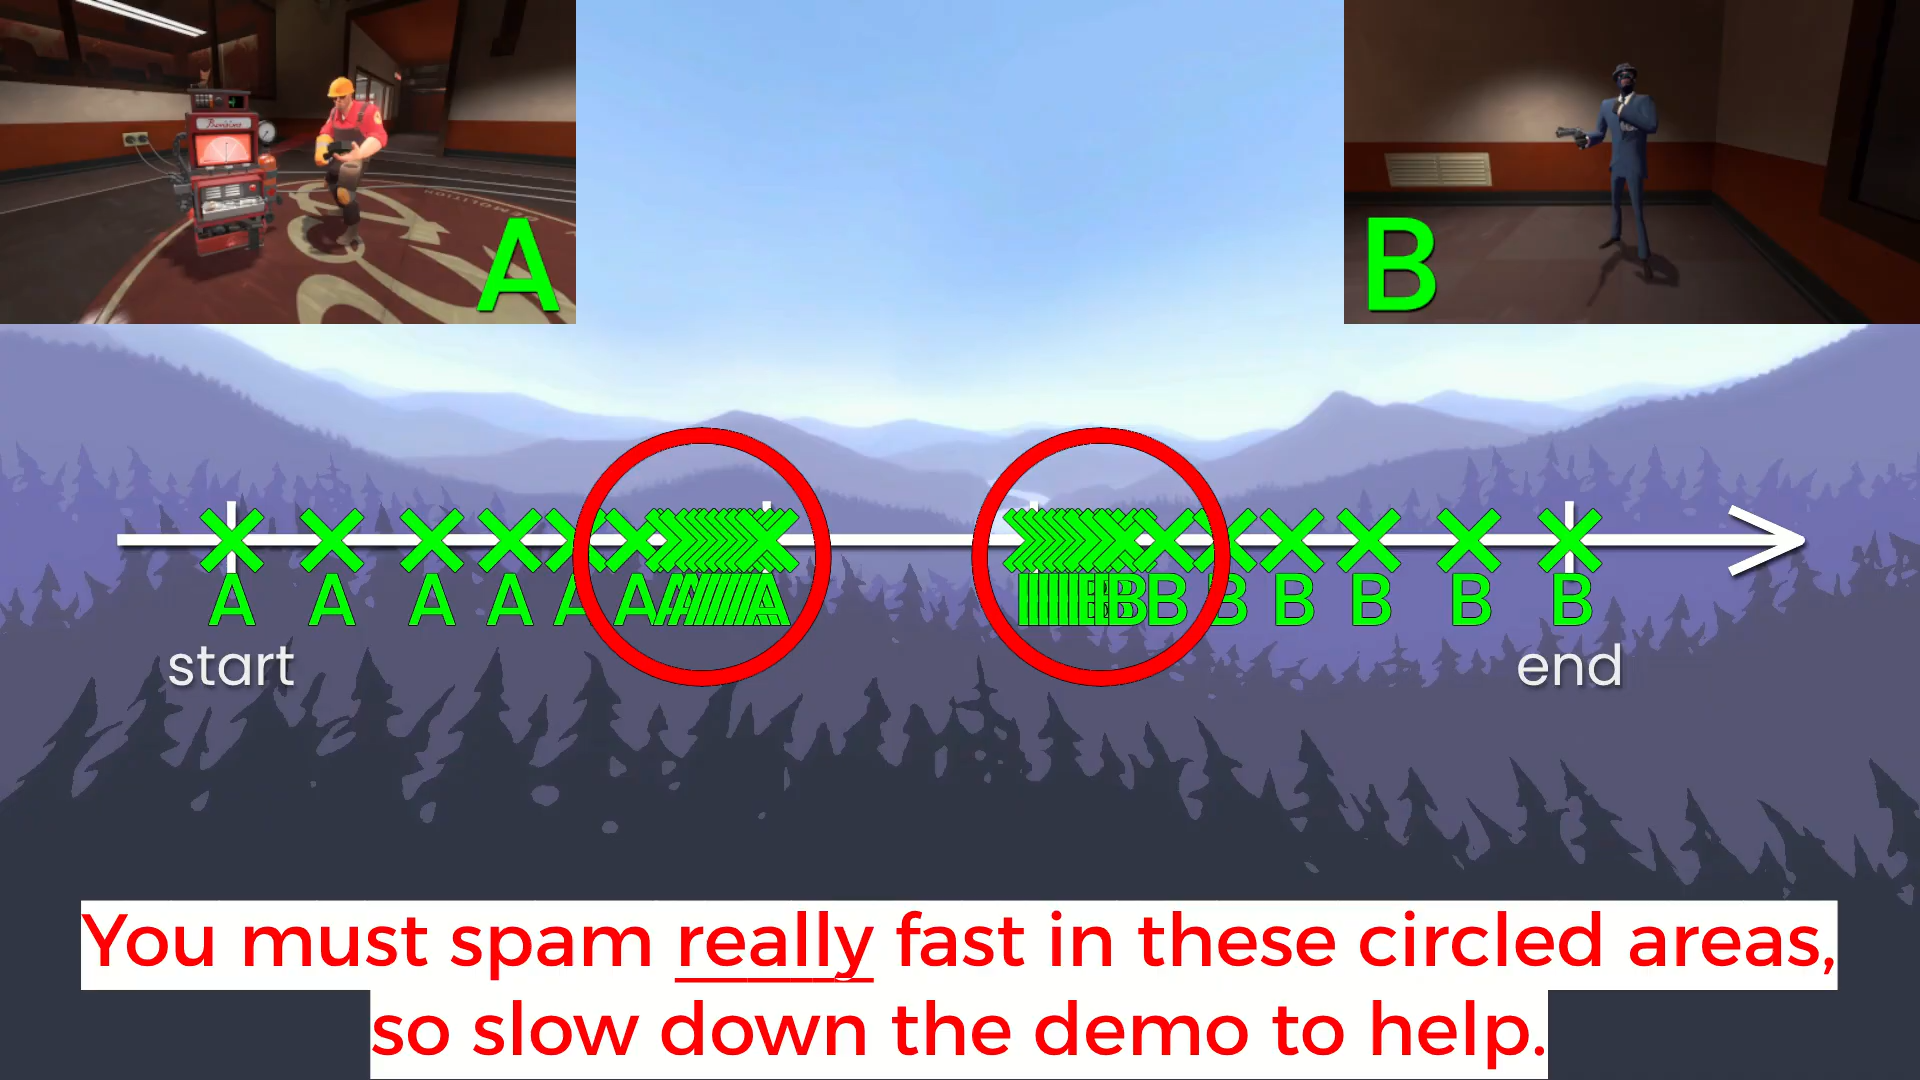 A
B
A A A A A A A A B B B B B B B B
start
end
You must spam really fast in these circled areas,
so slow down the demo to help.